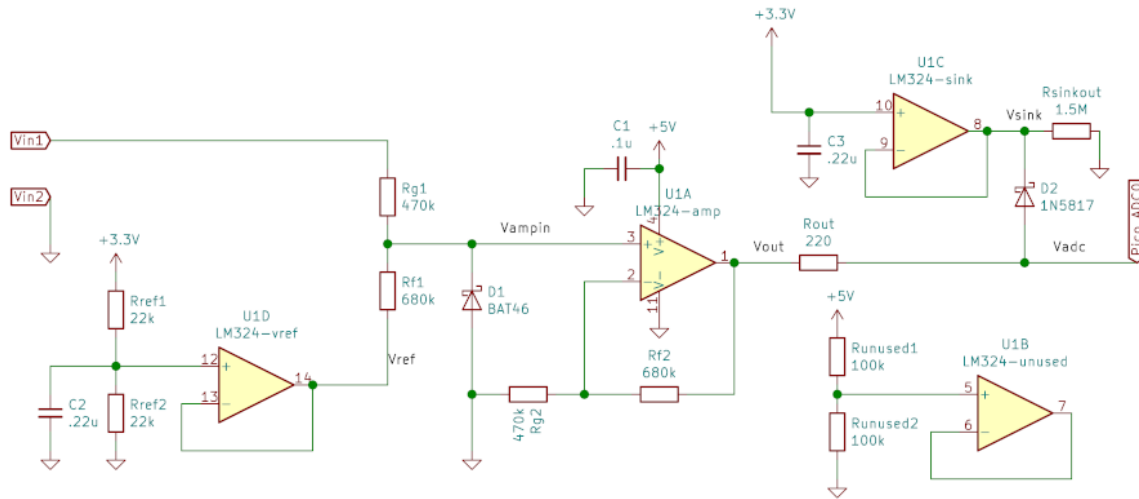 +3.3V
U1C
LM324-sink
10
+
9
-
8
Vsink
Rsinkout
1.5M
C3
.22u
D2
1N5817
Vin1
Vin2
C1
.1u
+5V
U1A
LM324-amp
4
V+
3
+
2
-
V-
11
1
Rg1
470k
Vampin
Vout
Rout
220
Vadc
Pico_ADC0
+3.3V
Rref1
22k
Rf1
680k
D1
BAT46
U1D
LM324-vref
12
+
13
-
14
Vref
C2
.22u
Rref2
22k
470k
Rg2
Rf2
680k
+5V
Runused1
100k
Runused2
100k
U1B
LM324-unused
5
+
6
-
7